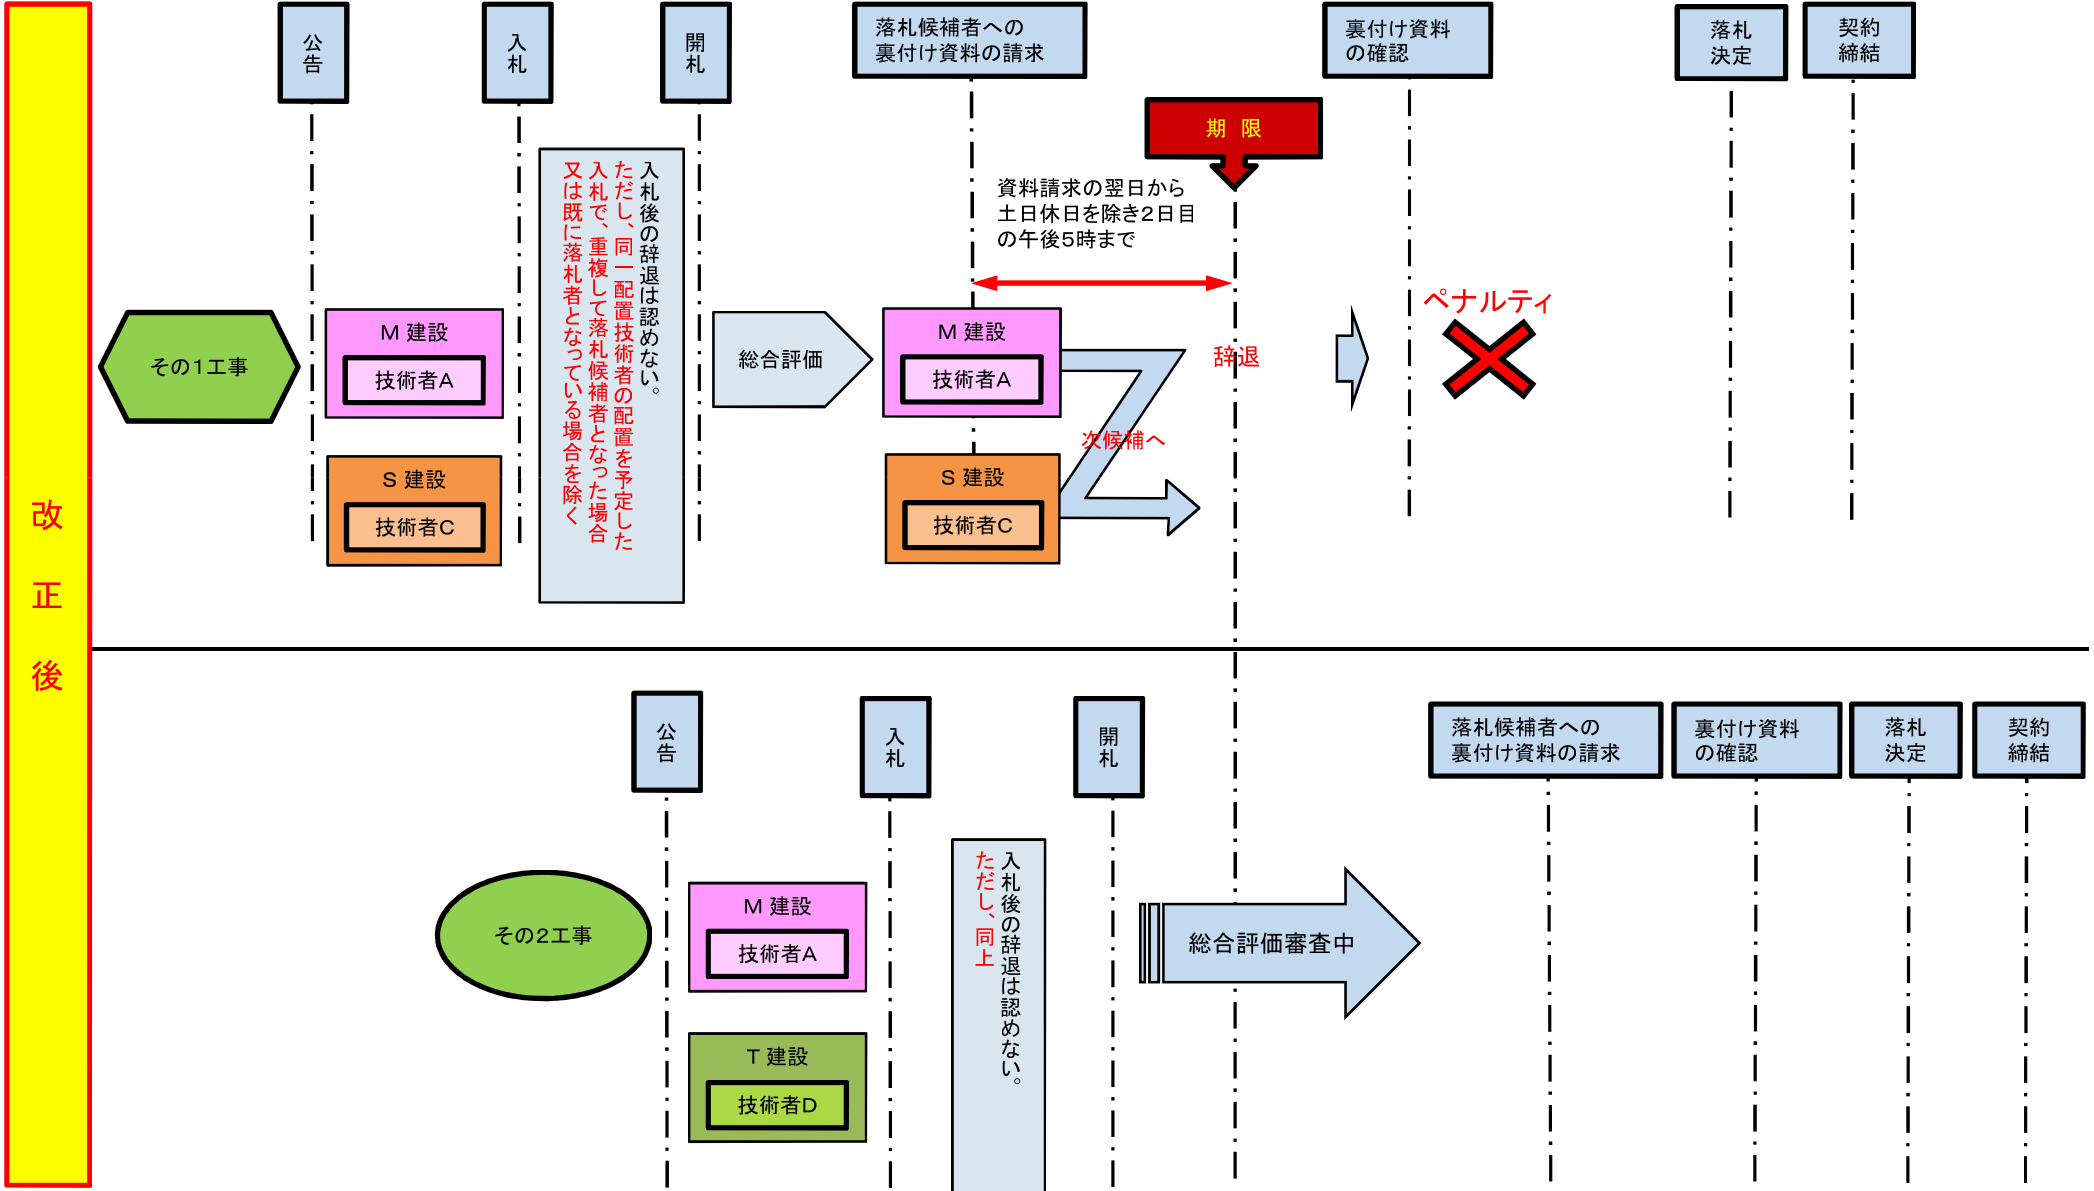 改正後
公告
入札
開札
落札候補者への
裏付け資料の請求
裏付け資料
の確認
落札
決定
契約
締結
期 限
資料請求の翌日から
土日休日を除き2日目
の午後5時まで
入札後の辞退は認めない。
ただし、同一配置技術者の配置を予定した
入札で、重複して落札候補者となった場合
又は既に落札者となっている場合を除く
その1工事
M 建設
技術者A
S 建設
技術者C
総合評価
M 建設
技術者A
S 建設
技術者C
辞退
次候補へ
ペナルティ
公告
入札
開札
落札候補者への
裏付け資料の請求
裏付け資料
の確認
落札
決定
契約
締結
その2工事
M 建設
技術者A
T 建設
技術者D
入札後の辞退は認めない。
ただし、同上
総合評価審査中